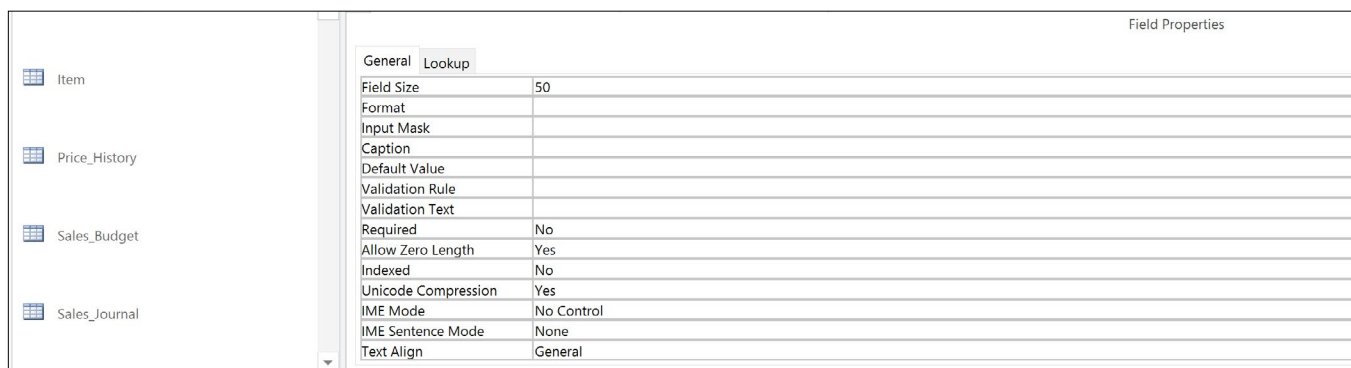 Item
Price_History
Sales_Budget
Sales_Journal
Field Properties
General Lookup
Field Size 50
Format
Input Mask
Caption
Default Value
Validation Rule
Validation Text
Required No
Allow Zero Length Yes
Indexed No
Unicode Compression Yes
IME Mode No Control
IME Sentence Mode None
Text Align General